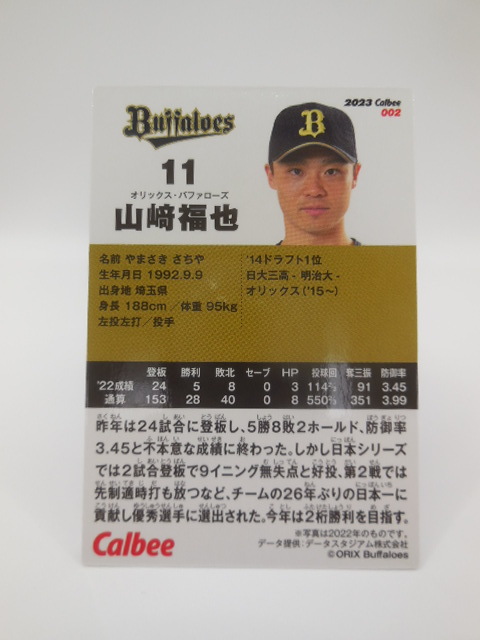 2023 Calbee
002
Buffaloes
B
11
オリックス・バファローズ
山﨑福也
名前 やまさき さちや
生年月日 1992.9.9
出身地 埼玉県
身長 188cm／体重 95kg
左投左打／投手
'14ドラフト1位
日大三高 - 明治大 -
オリックス('15〜)
登板 勝利 敗北 セーブ HP 投球回 奪三振 防御率
'22成績 24 5 8 0 3 114⅔ 91 3.45
通算 153 28 40 0 8 550⅔ 351 3.99
昨年は24試合に登板し、5勝8敗2ホールド、防御率
3.45と不本意な成績に終わった。しかし日本シリーズ
では2試合登板で9イニング無失点と好投、第2戦では
先制適時打も放つなど、チームの26年ぶりの日本一に
貢献し優秀選手に選出された。今年は2桁勝利を目指す。
Calbee
※写真は2022年のものです。
データ提供：データスタジアム株式会社
©ORIX Buffaloes